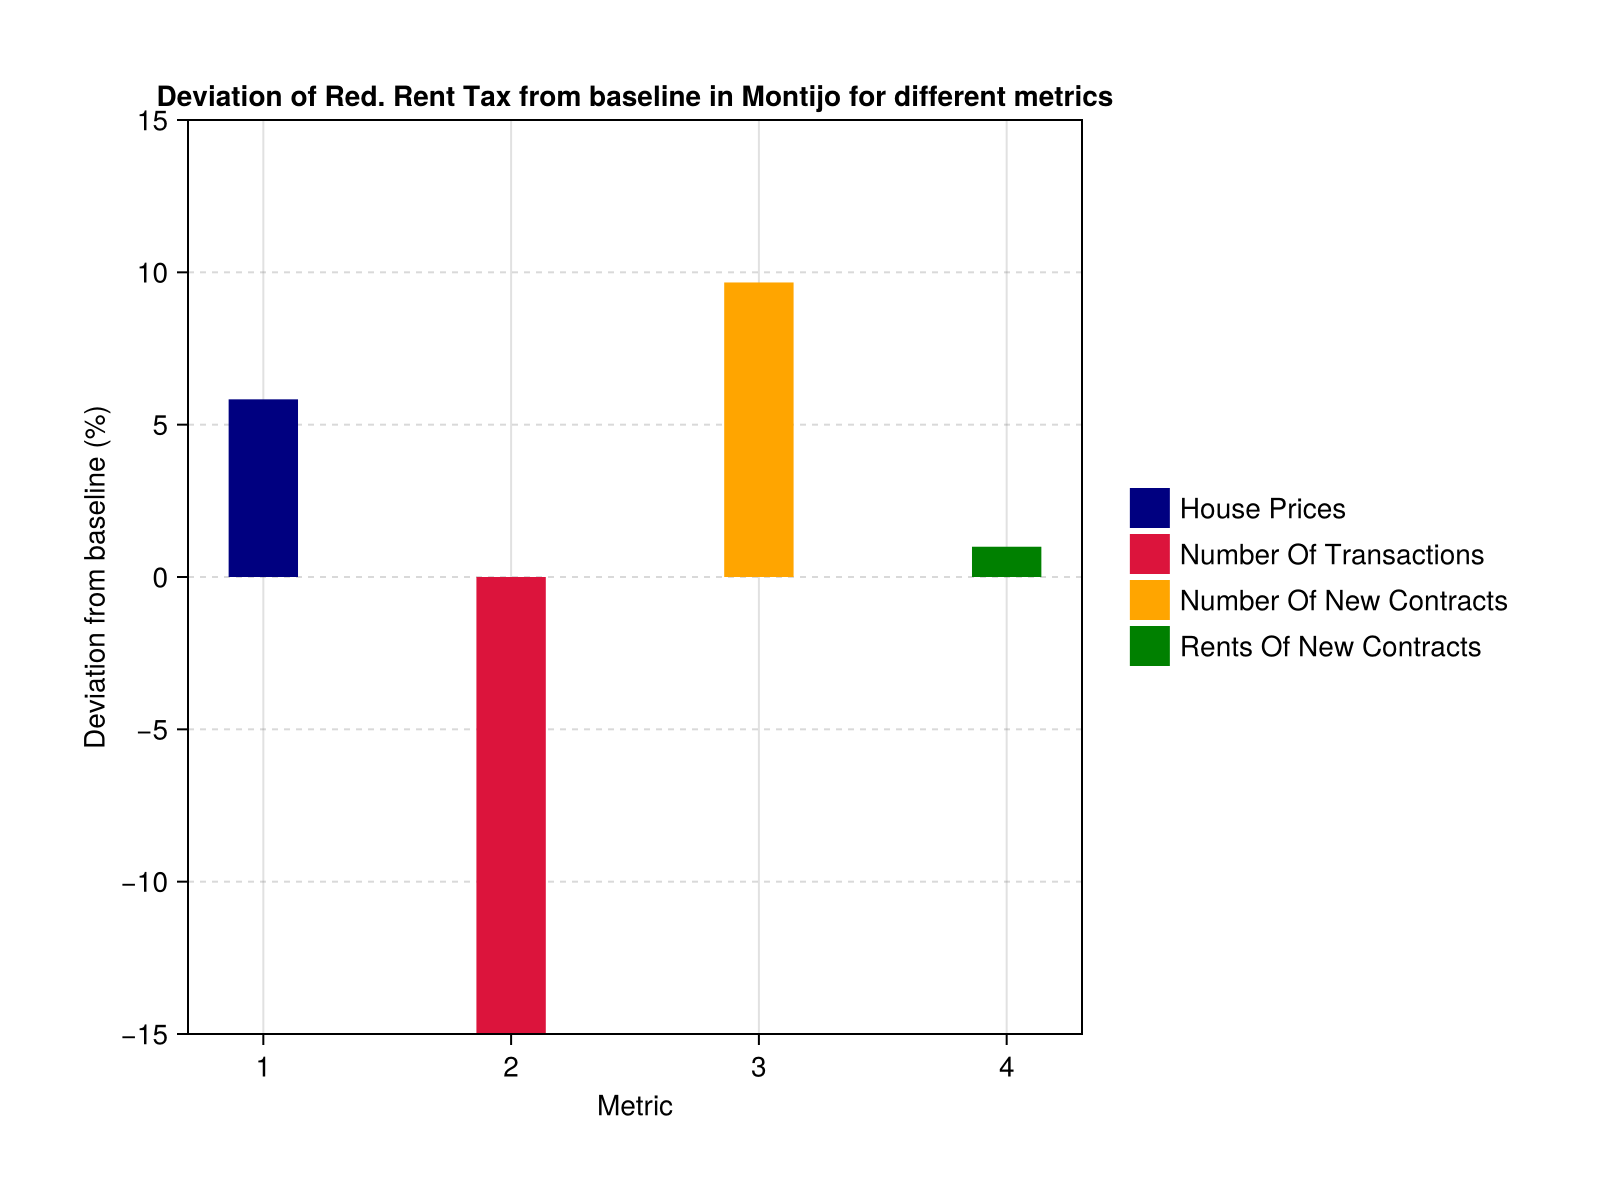 Deviation of Red. Rent Tax from baseline in Montijo for different metrics
15
10
5
0
−5
−10
−15
Deviation from baseline (%)
1 2 3 4
Metric
House Prices
Number Of Transactions
Number Of New Contracts
Rents Of New Contracts